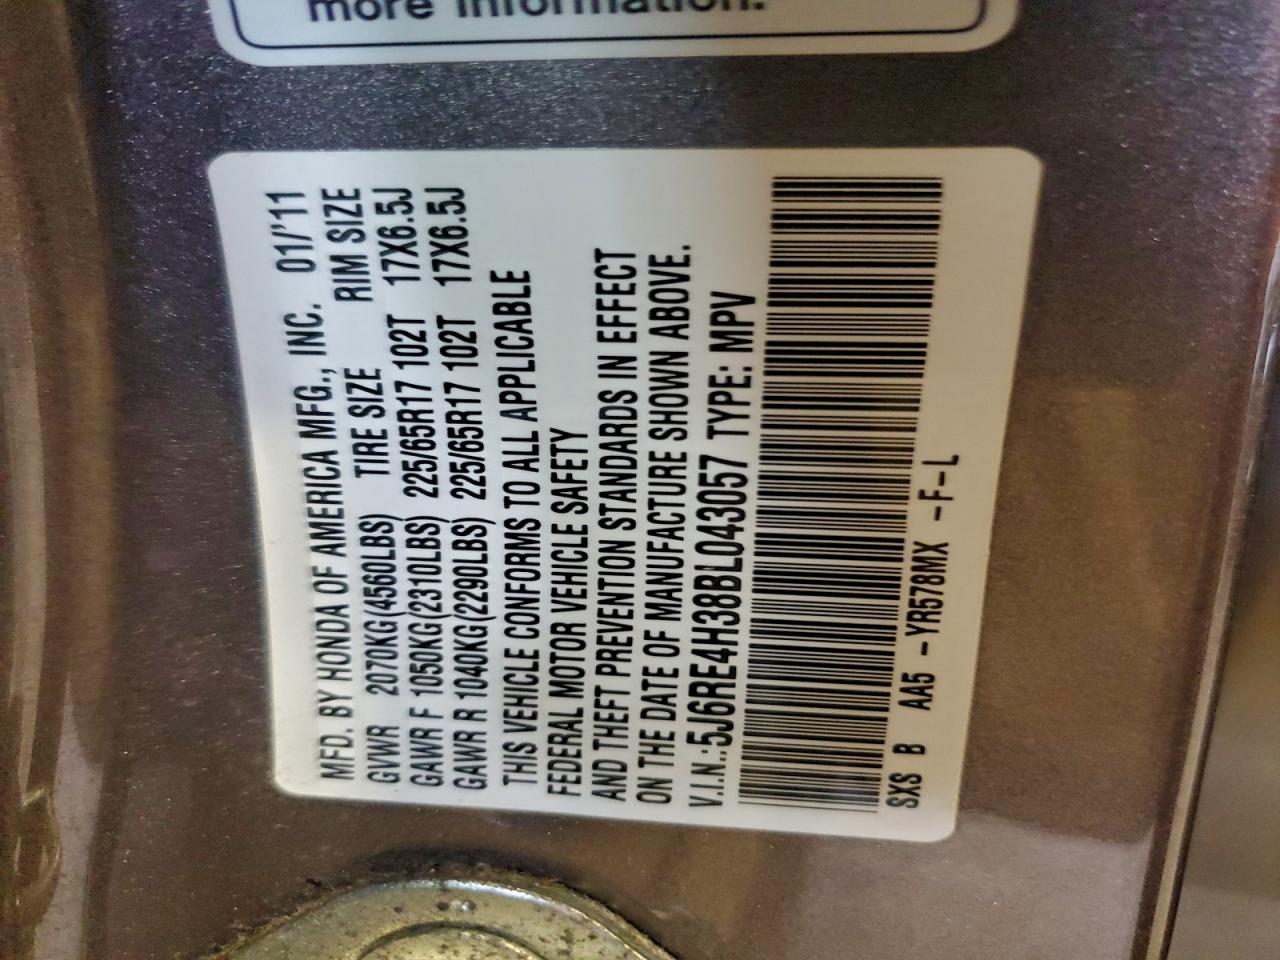 more information.
MFD. BY HONDA OF AMERICA MFG., INC. 01/'11
GVWR 2070KG(4560LBS) TIRE SIZE RIM SIZE
GAWR F 1050KG(2310LBS) 225/65R17 102T 17X6.5J
GAWR R 1040KG(2290LBS) 225/65R17 102T 17X6.5J
THIS VEHICLE CONFORMS TO ALL APPLICABLE
FEDERAL MOTOR VEHICLE SAFETY
AND THEFT PREVENTION STANDARDS IN EFFECT
ON THE DATE OF MANUFACTURE SHOWN ABOVE.
V.I.N.:5J6RE4H38BL043057 TYPE: MPV
SXS B AA5 -YR578MX -F-L